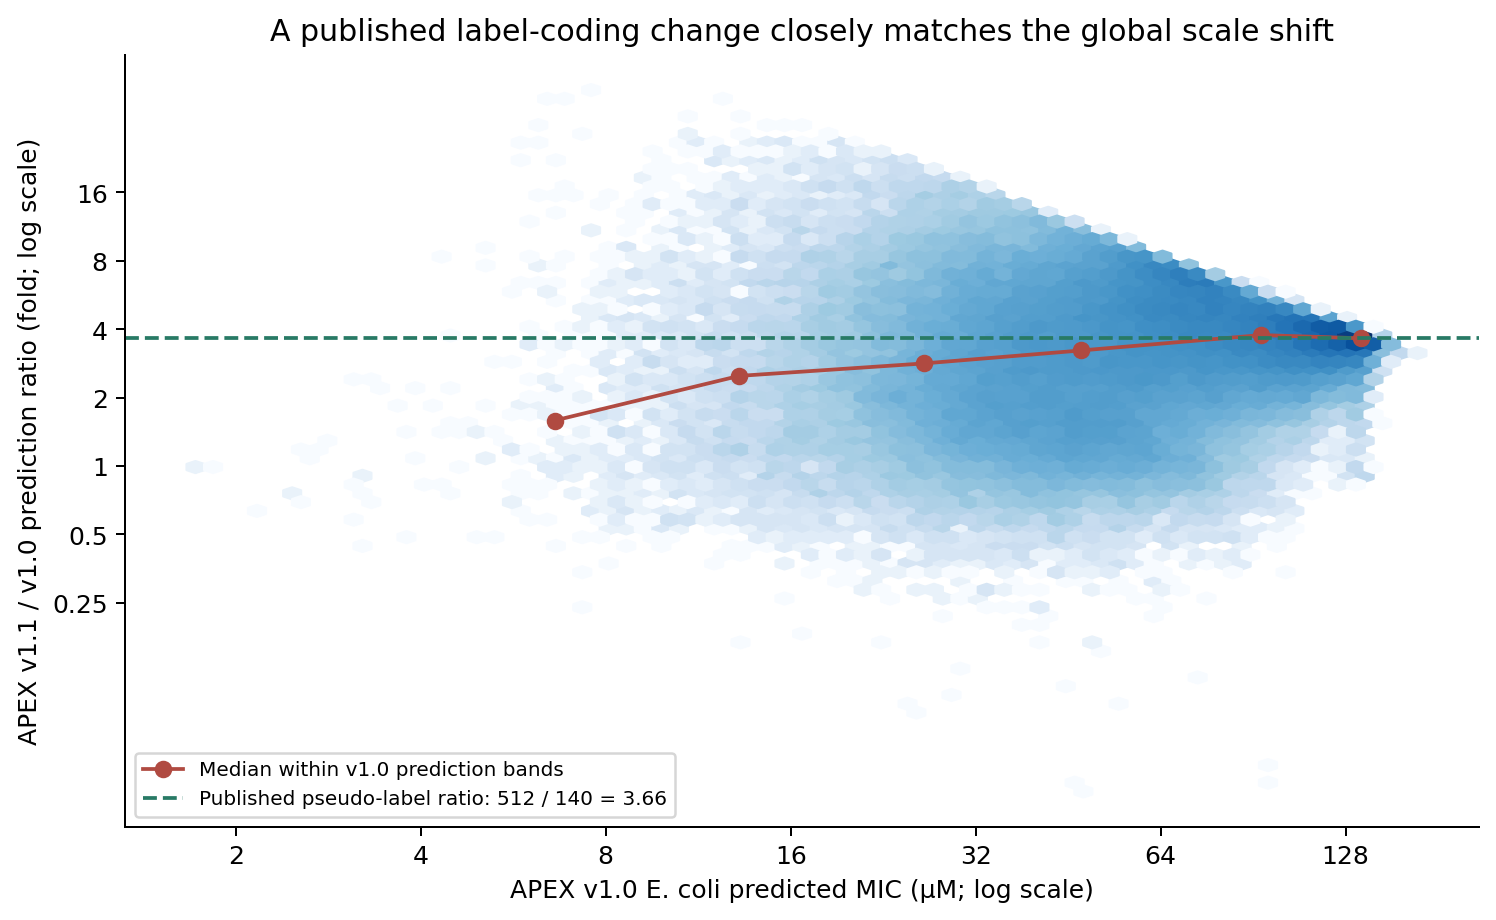 A published label-coding change closely matches the global scale shift
APEX v1.1 / v1.0 prediction ratio (fold; log scale)
16
8
4
2
1
0.5
0.25
Median within v1.0 prediction bands
Published pseudo-label ratio: 512 / 140 = 3.66
2
4
8
16
32
64
128
APEX v1.0 E. coli predicted MIC (μM; log scale)